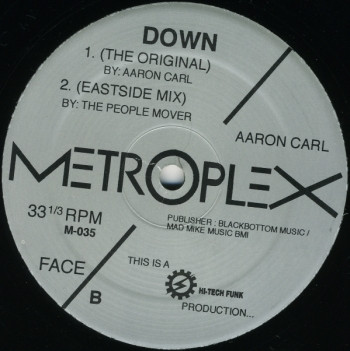 DOWN
1. (THE ORIGINAL)
BY: AARON CARL
2. (EASTSIDE MIX)
BY: THE PEOPLE MOVER
AARON CARL
METROPLEX
33 1/3 RPM
M-035
PUBLISHER : BLACKBOTTOM MUSIC /
MAD MIKE MUSIC BMI
FACE
B
THIS IS A
HI-TECH FUNK
PRODUCTION...